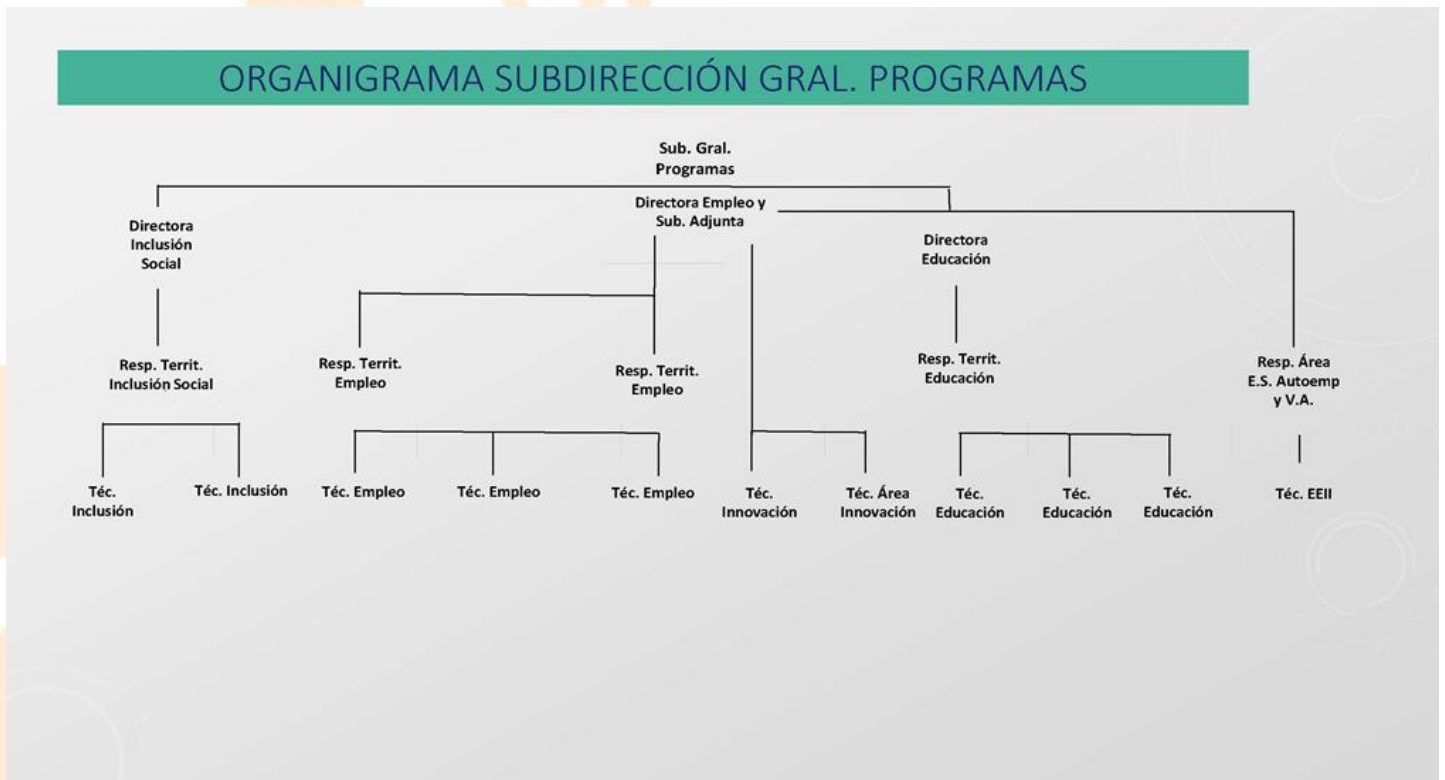 ORGANIGRAMA SUBDIRECCIÓN GRAL. PROGRAMAS
Sub. Gral.
Programas
Directora Empleo y
Sub. Adjunta
Directora
Inclusión
Social
Directora
Educación
Resp. Territ.
Inclusión Social
Resp. Territ.
Empleo
Resp. Territ.
Empleo
Resp. Territ.
Educación
Resp. Área
E.S. Autoemp
y V.A.
Téc.
Inclusión
Téc. Inclusión
Téc. Empleo
Téc. Empleo
Téc. Empleo
Téc.
Innovación
Téc. Área
Innovación
Téc.
Educación
Téc.
Educación
Téc.
Educación
Téc. EEII